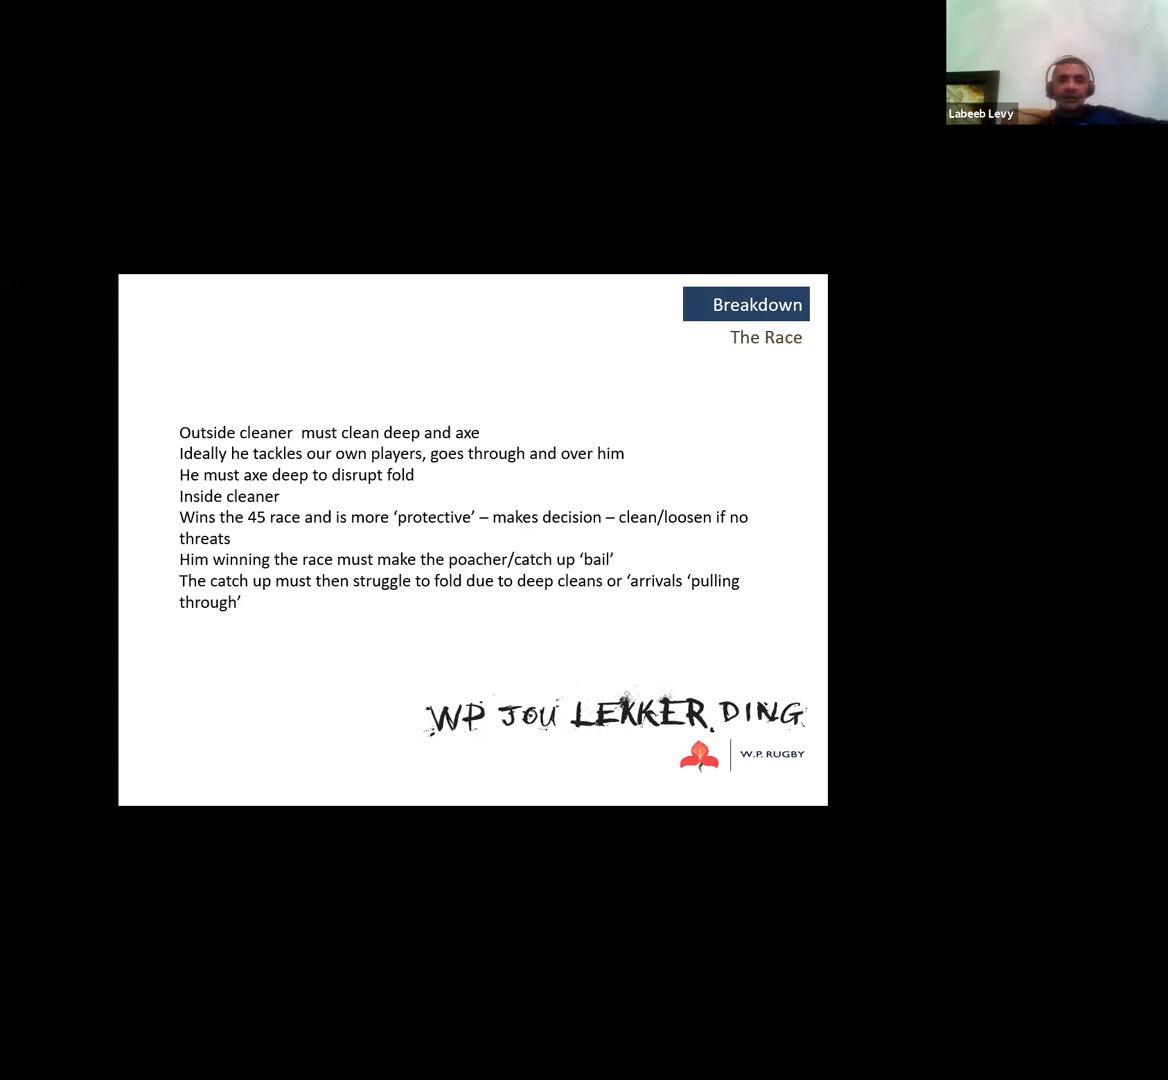 Labeeb Levy
Breakdown
The Race
Outside cleaner  must clean deep and axe
Ideally he tackles our own players, goes through and over him
He must axe deep to disrupt fold
Inside cleaner
Wins the 45 race and is more ‘protective’ – makes decision – clean/loosen if no
threats
Him winning the race must make the poacher/catch up ‘bail’
The catch up must then struggle to fold due to deep cleans or ‘arrivals ‘pulling
through’
WP JOU LEKKER DING
W.P. RUGBY